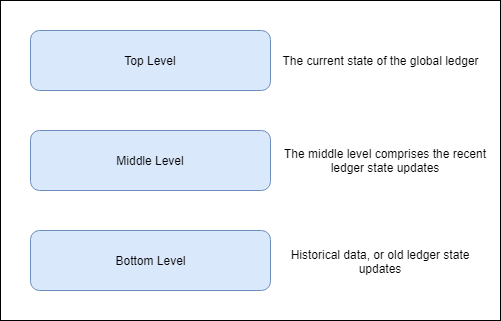 Top Level
The current state of the global ledger
Middle Level
The middle level comprises the recent
ledger state updates
Bottom Level
Historical data, or old ledger state
updates